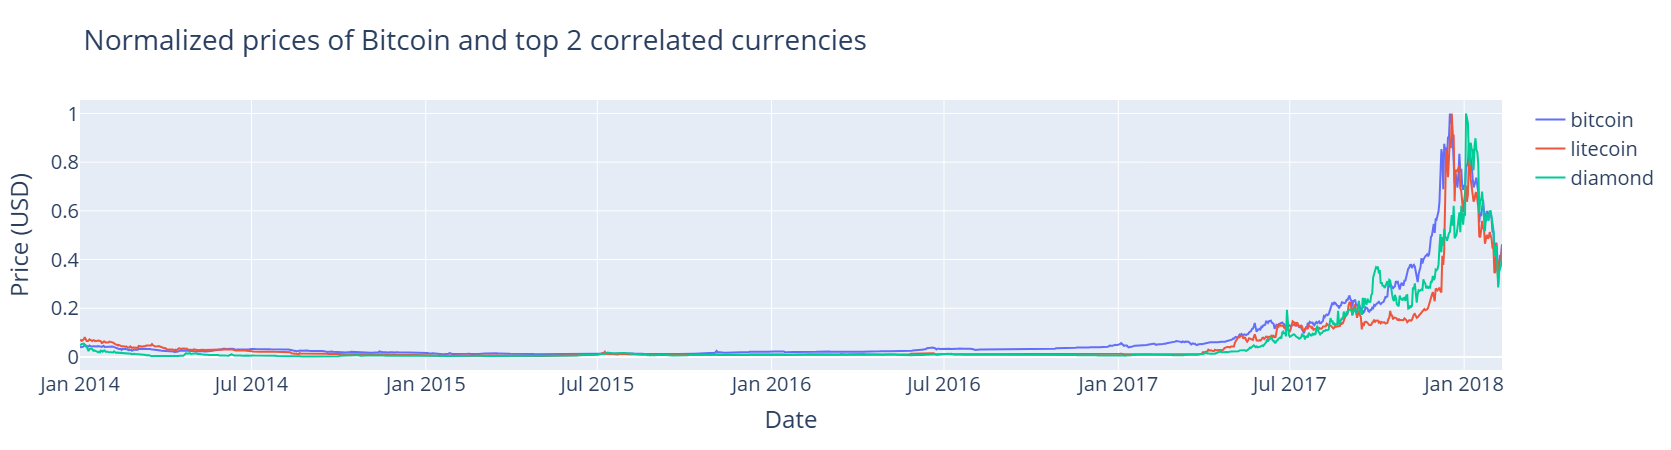 Normalized prices of Bitcoin and top 2 correlated currencies
Price (USD)
1
0.8
0.6
0.4
0.2
0
Jan 2014 Jul 2014 Jan 2015 Jul 2015 Jan 2016 Jul 2016 Jan 2017 Jul 2017 Jan 2018
Date
bitcoin
litecoin
diamond